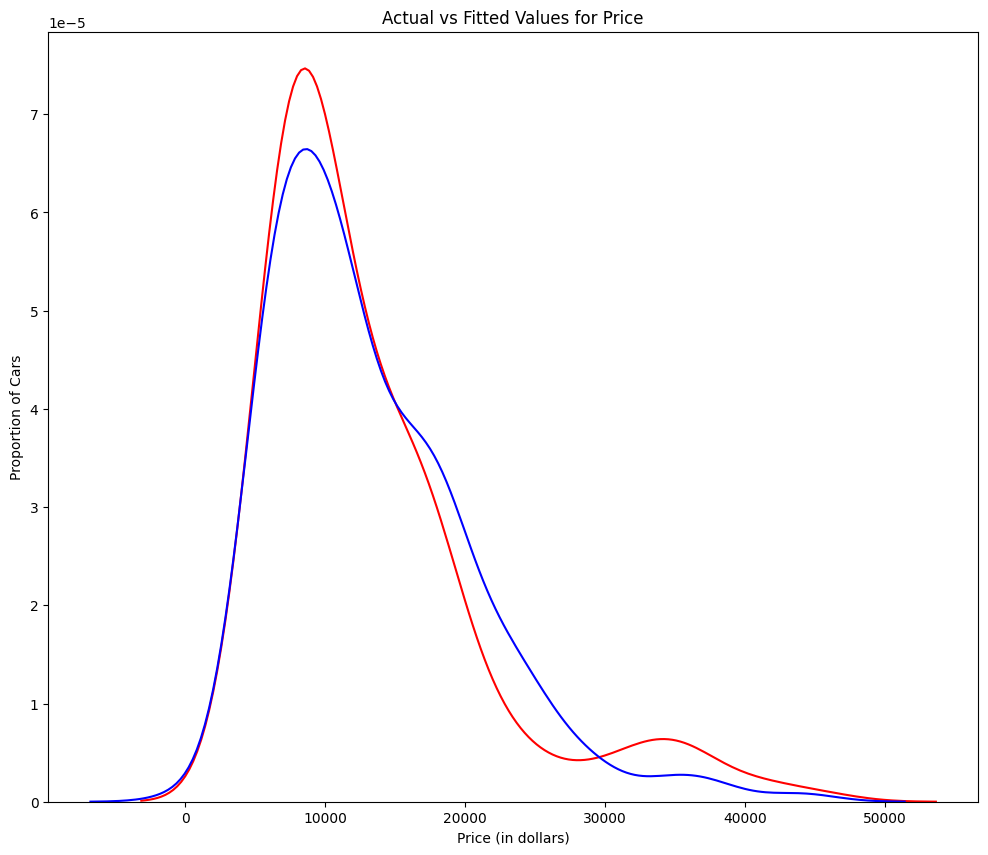 Actual vs Fitted Values for Price
1e−5
7
6
5
4
3
2
1
0
Proportion of Cars
0 10000 20000 30000 40000 50000
Price (in dollars)